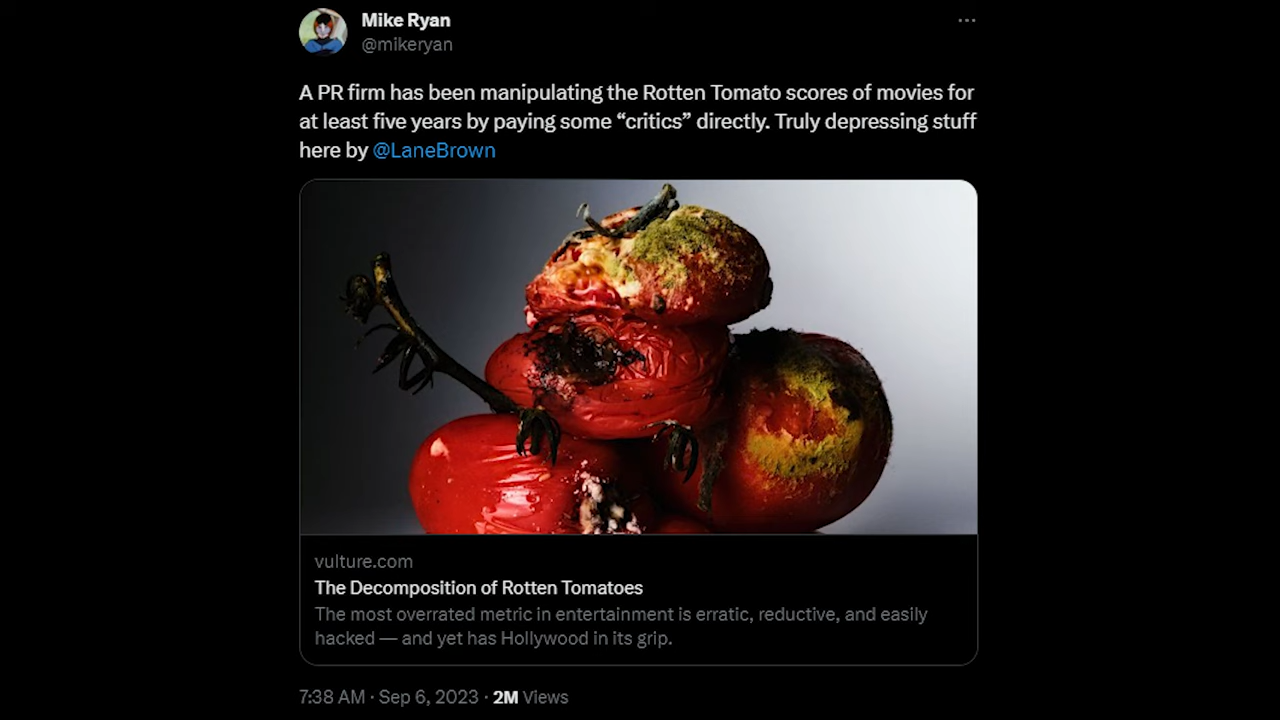 Mike Ryan
@mikeryan
A PR firm has been manipulating the Rotten Tomato scores of movies for
at least five years by paying some “critics” directly. Truly depressing stuff
here by @LaneBrown
vulture.com
The Decomposition of Rotten Tomatoes
The most overrated metric in entertainment is erratic, reductive, and easily
hacked — and yet has Hollywood in its grip.
7:38 AM · Sep 6, 2023 · 2M Views